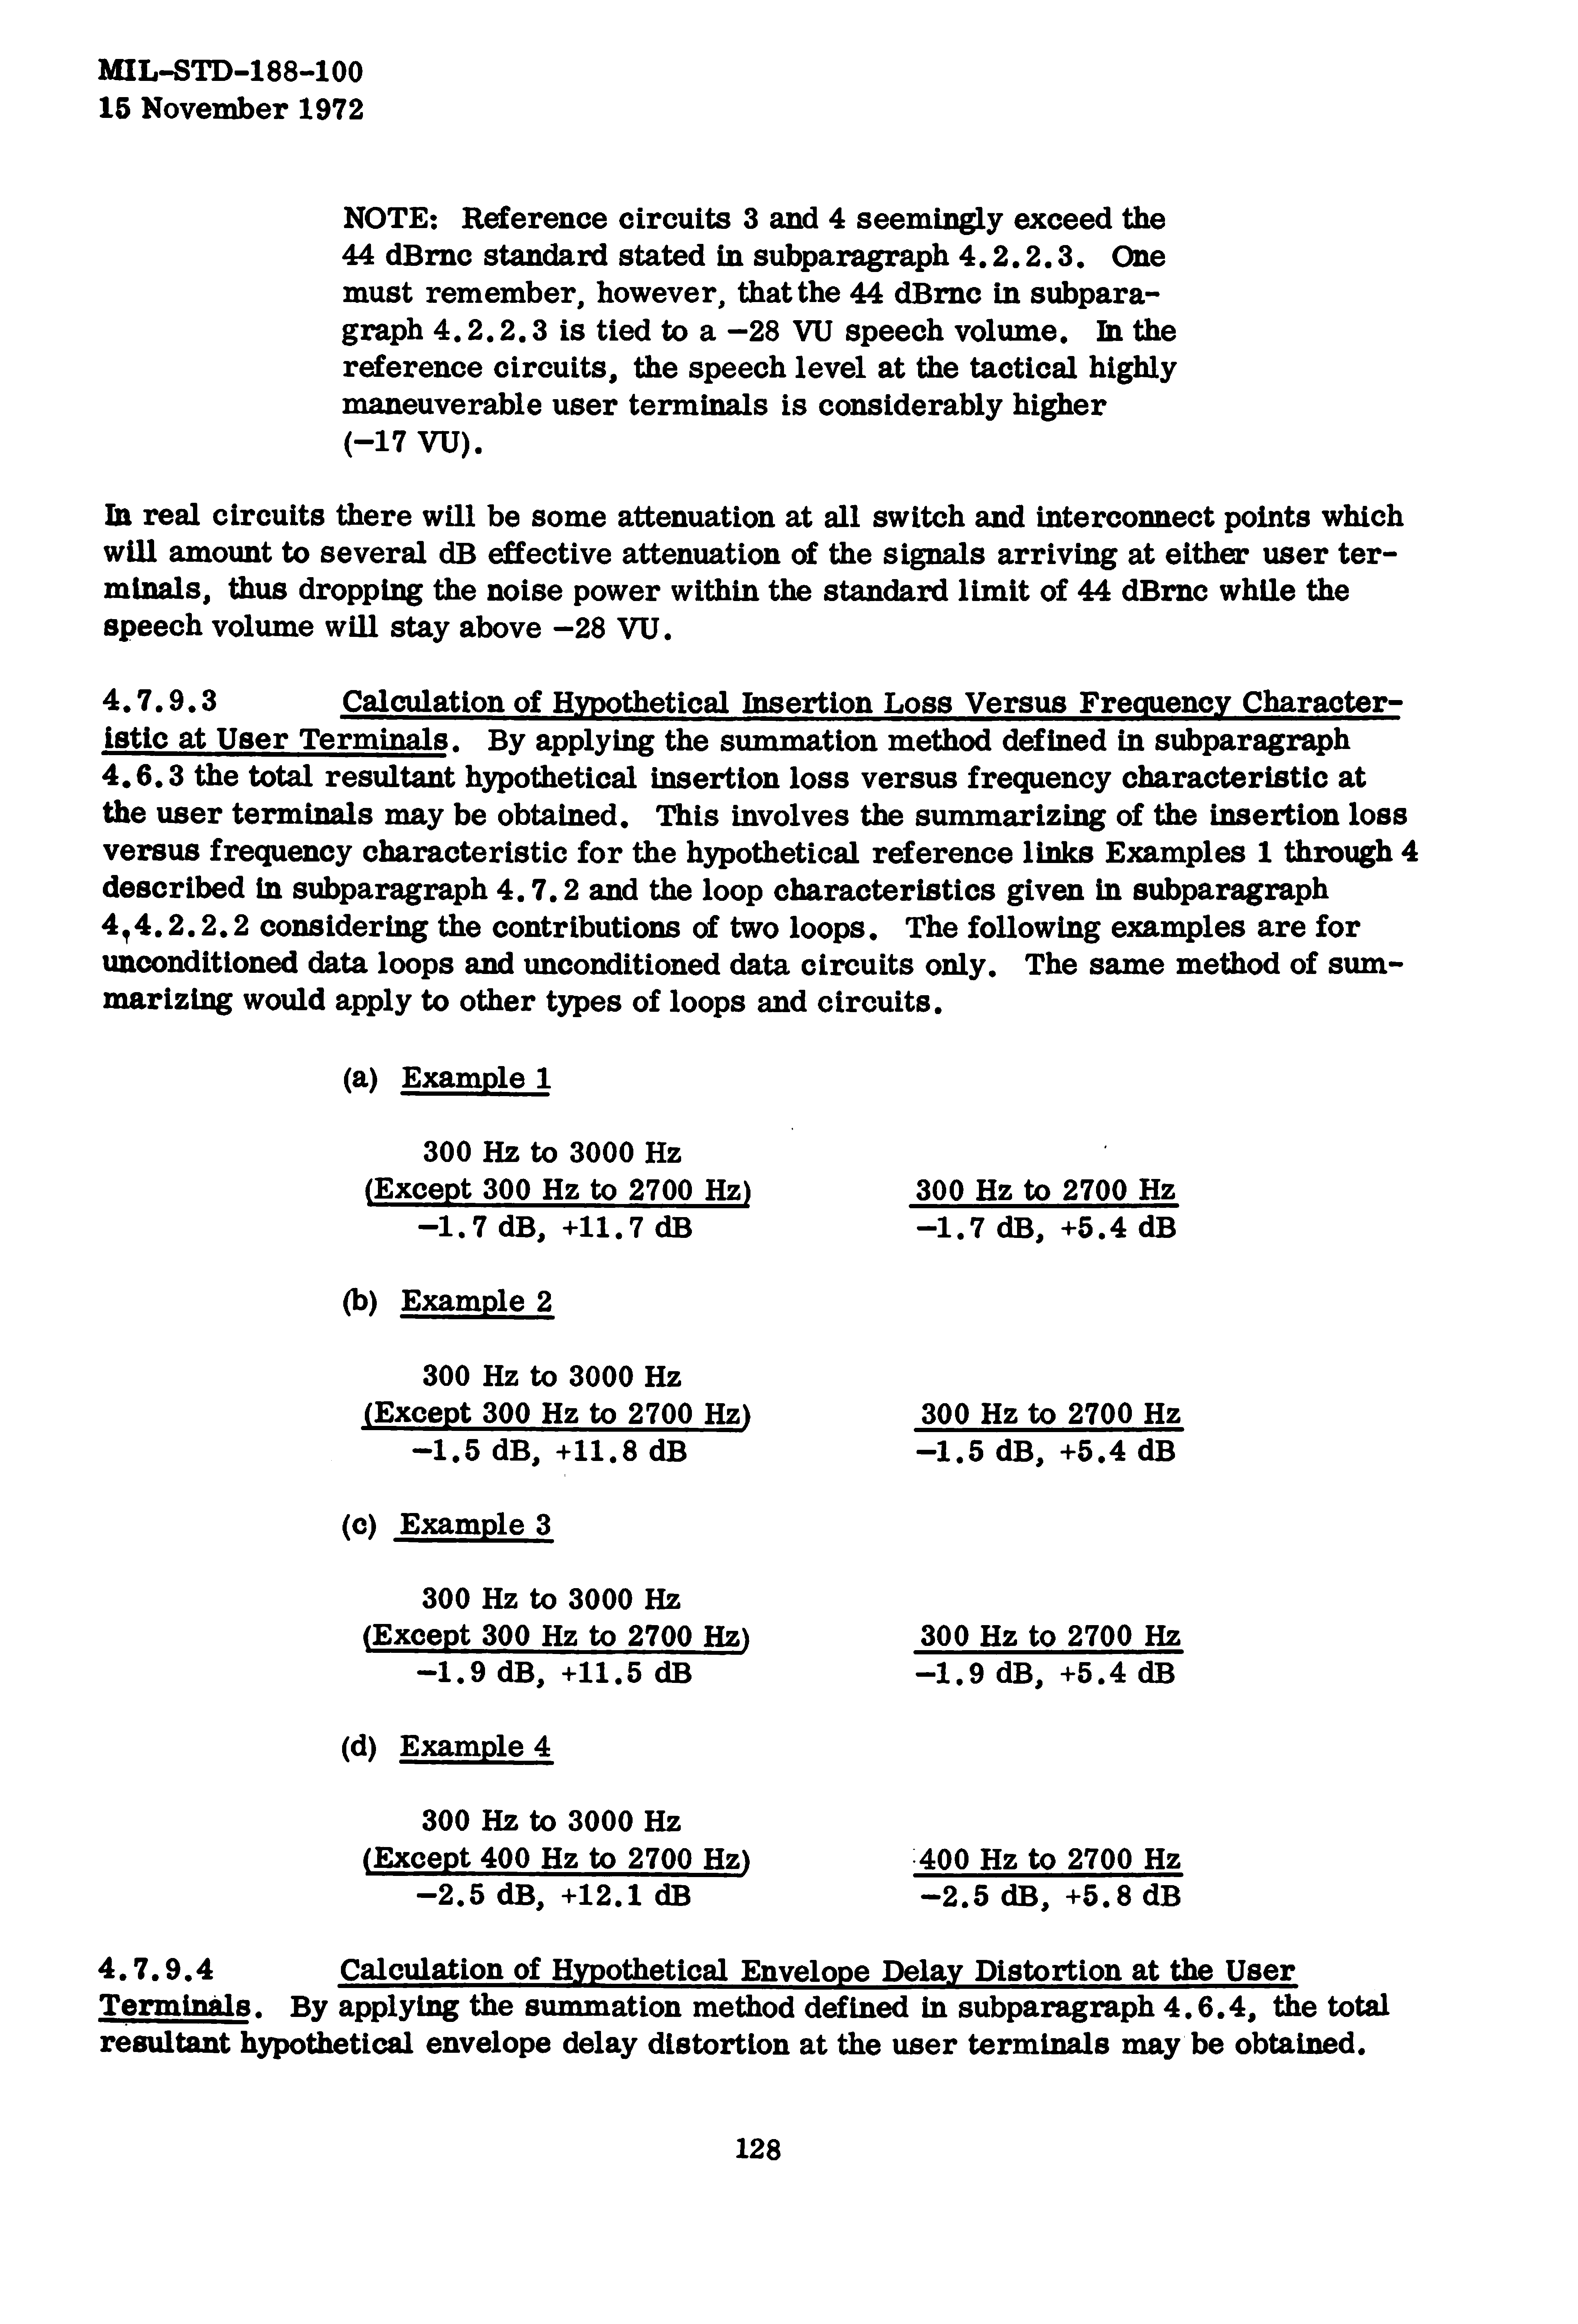 MIL-STD-188-100
15 November 1972
NOTE: Reference circuits 3 and 4 seemingly exceed the
44 dBrnc standard stated in subparagraph 4.2.2.3. One
must remember, however, that the 44 dBrnc in subpara-
graph 4.2.2.3 is tied to a −28 VU speech volume. In the
reference circuits, the speech level at the tactical highly
maneuverable user terminals is considerably higher
(−17 VU).
In real circuits there will be some attenuation at all switch and interconnect points which
will amount to several dB effective attenuation of the signals arriving at either user ter-
minals, thus dropping the noise power within the standard limit of 44 dBrnc while the
speech volume will stay above −28 VU.
4.7.9.3 Calculation of Hypothetical Insertion Loss Versus Frequency Character-
istic at User Terminals. By applying the summation method defined in subparagraph
4.6.3 the total resultant hypothetical insertion loss versus frequency characteristic at
the user terminals may be obtained. This involves the summarizing of the insertion loss
versus frequency characteristic for the hypothetical reference links Examples 1 through 4
described in subparagraph 4.7.2 and the loop characteristics given in subparagraph
4.4.2.2.2 considering the contributions of two loops. The following examples are for
unconditioned data loops and unconditioned data circuits only. The same method of sum-
marizing would apply to other types of loops and circuits.
(a) Example 1
300 Hz to 3000 Hz
(Except 300 Hz to 2700 Hz) 300 Hz to 2700 Hz
−1.7 dB, +11.7 dB −1.7 dB, +5.4 dB
(b) Example 2
300 Hz to 3000 Hz
(Except 300 Hz to 2700 Hz) 300 Hz to 2700 Hz
−1.5 dB, +11.8 dB −1.5 dB, +5.4 dB
(c) Example 3
300 Hz to 3000 Hz
(Except 300 Hz to 2700 Hz) 300 Hz to 2700 Hz
−1.9 dB, +11.5 dB −1.9 dB, +5.4 dB
(d) Example 4
300 Hz to 3000 Hz
(Except 400 Hz to 2700 Hz) 400 Hz to 2700 Hz
−2.5 dB, +12.1 dB −2.5 dB, +5.8 dB
4.7.9.4 Calculation of Hypothetical Envelope Delay Distortion at the User
Terminals. By applying the summation method defined in subparagraph 4.6.4, the total
resultant hypothetical envelope delay distortion at the user terminals may be obtained.
128